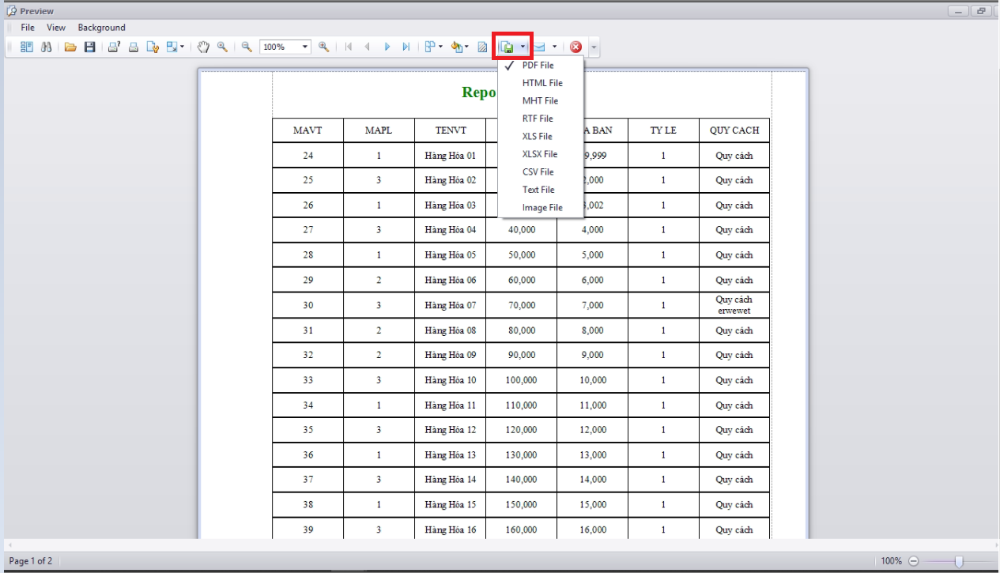 Preview
File View Background
100%
PDF File
HTML File
MHT File
RTF File
XLS File
XLSX File
CSV File
Text File
Image File
Repo
MAVT MAPL TENVT A BAN TY LE QUY CACH
24 1 Hàng Hóa 01 9,999 1 Quy cách
25 3 Hàng Hóa 02 2,000 1 Quy cách
26 1 Hàng Hóa 03 3,002 1 Quy cách
27 3 Hàng Hóa 04 40,000 4,000 1 Quy cách
28 1 Hàng Hóa 05 50,000 5,000 1 Quy cách
29 2 Hàng Hóa 06 60,000 6,000 1 Quy cách
30 3 Hàng Hóa 07 70,000 7,000 1 Quy cách
erwewet
31 2 Hàng Hóa 08 80,000 8,000 1 Quy cách
32 2 Hàng Hóa 09 90,000 9,000 1 Quy cách
33 3 Hàng Hóa 10 100,000 10,000 1 Quy cách
34 1 Hàng Hóa 11 110,000 11,000 1 Quy cách
35 3 Hàng Hóa 12 120,000 12,000 1 Quy cách
36 1 Hàng Hóa 13 130,000 13,000 1 Quy cách
37 3 Hàng Hóa 14 140,000 14,000 1 Quy cách
38 1 Hàng Hóa 15 150,000 15,000 1 Quy cách
39 3 Hàng Hóa 16 160,000 16,000 1 Quy cách
Page 1 of 2 100%